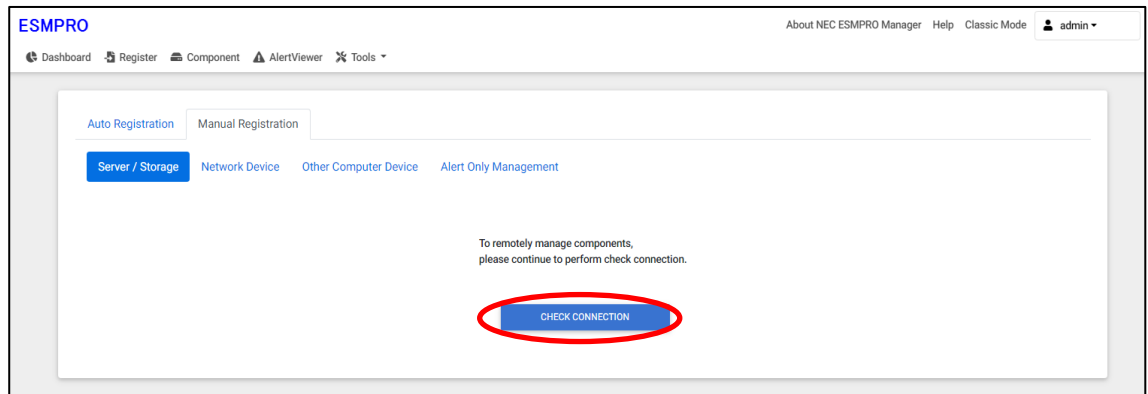 ESMPRO
About NEC ESMPRO Manager Help Classic Mode admin
Dashboard Register Component AlertViewer Tools
Auto Registration Manual Registration
Server / Storage Network Device Other Computer Device Alert Only Management
To remotely manage components,
please continue to perform check connection.
CHECK CONNECTION